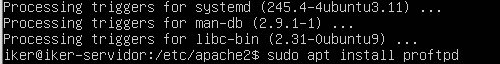 Processing triggers for systemd (245.4-4ubuntu3.11) ...
Processing triggers for man-db (2.9.1-1) ...
Processing triggers for libc-bin (2.31-0ubuntu9) ...
iker@iker-servidor:/etc/apache2$ sudo apt install proftpd